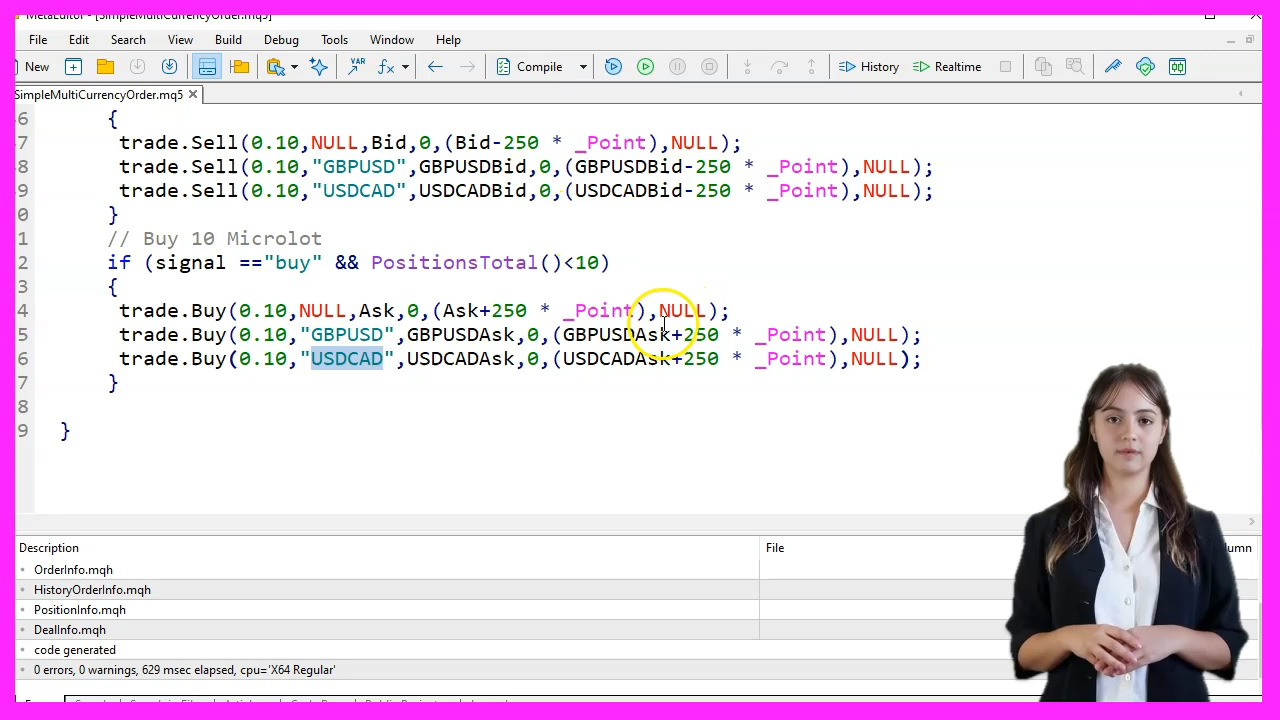 MetaEditor - [SimpleMultiCurrencyOrder.mq5]
File Edit Search View Build Debug Tools Window Help
New Compile History Realtime
SimpleMultiCurrencyOrder.mq5
6 {
7 trade.Sell(0.10,NULL,Bid,0,(Bid-250 * _Point),NULL);
8 trade.Sell(0.10,"GBPUSD",GBPUSDBid,0,(GBPUSDBid-250 * _Point),NULL);
9 trade.Sell(0.10,"USDCAD",USDCADBid,0,(USDCADBid-250 * _Point),NULL);
0 }
1 // Buy 10 Microlot
2 if (signal =="buy" && PositionsTotal()<10)
3 {
4 trade.Buy(0.10,NULL,Ask,0,(Ask+250 * _Point),NULL);
5 trade.Buy(0.10,"GBPUSD",GBPUSDAsk,0,(GBPUSDAsk+250 * _Point),NULL);
6 trade.Buy(0.10,"USDCAD",USDCADAsk,0,(USDCADAsk+250 * _Point),NULL);
7 }
8
9 }
Description File
OrderInfo.mqh
HistoryOrderInfo.mqh
PositionInfo.mqh
DealInfo.mqh
code generated
0 errors, 0 warnings, 629 msec elapsed, cpu='X64 Regular'